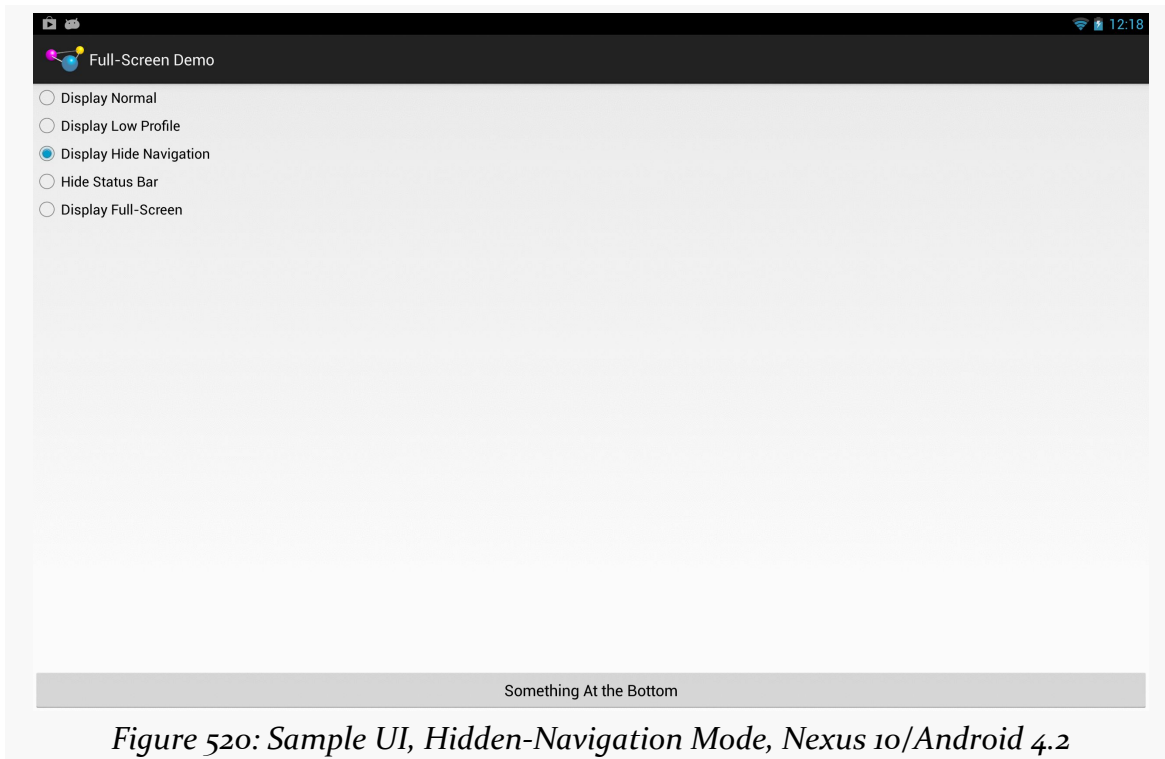 12:18
Full-Screen Demo
Display Normal
Display Low Profile
Display Hide Navigation
Hide Status Bar
Display Full-Screen
Something At the Bottom
Figure 520: Sample UI, Hidden-Navigation Mode, Nexus 10/Android 4.2